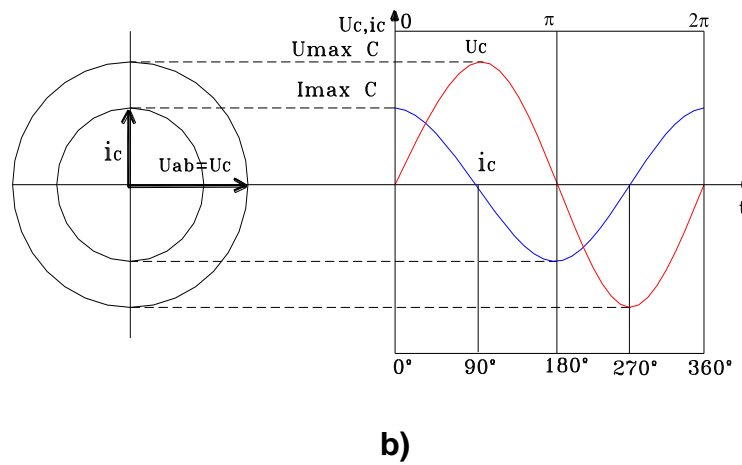 Uc,ic 0 π 2π
Umax C Uc
Imax C
ic Uab=Uc ic
t
0° 90° 180° 270° 360°
b)